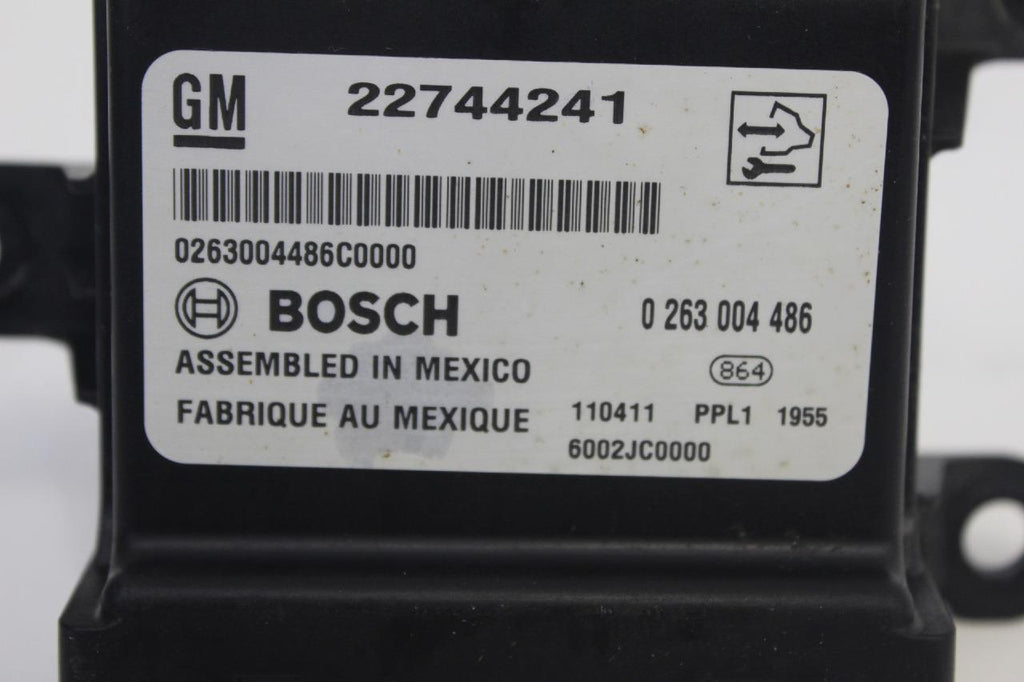 GM 22744241
0263004486C0000
BOSCH 0 263 004 486
ASSEMBLED IN MEXICO 864
FABRIQUE AU MEXIQUE 110411 PPL1 1955
6002JC0000